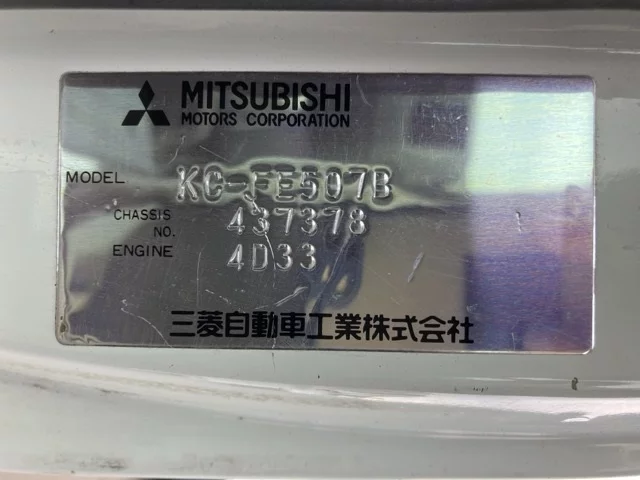 MITSUBISHI
MOTORS CORPORATION
MODEL KC-FE507B
CHASSIS NO. 437378
ENGINE 4D33
三菱自動車工業株式会社